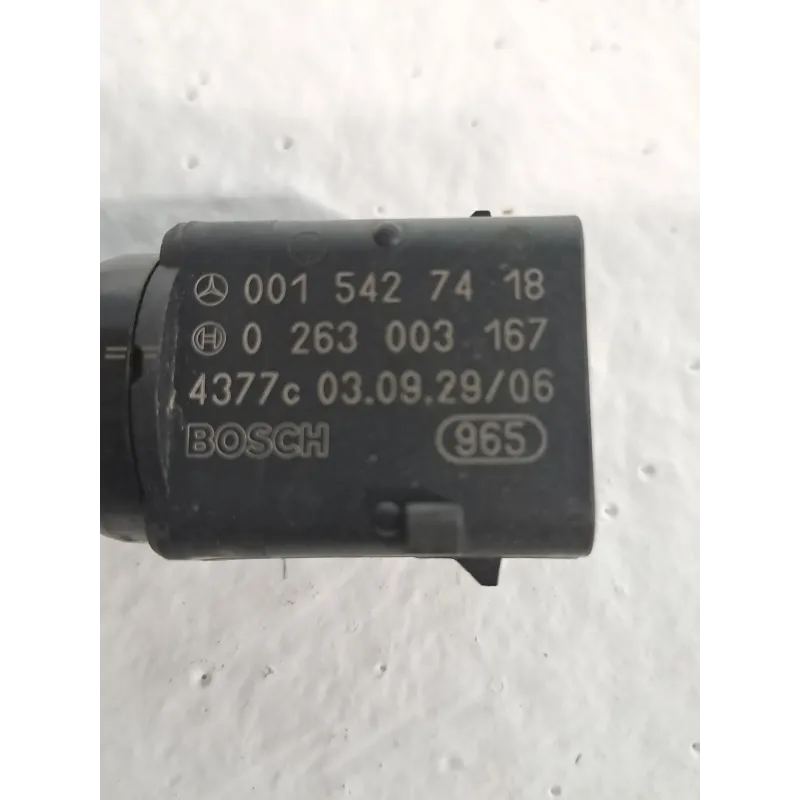 001 542 74 18
0 263 003 167
4377c 03.09.29/06
BOSCH 965